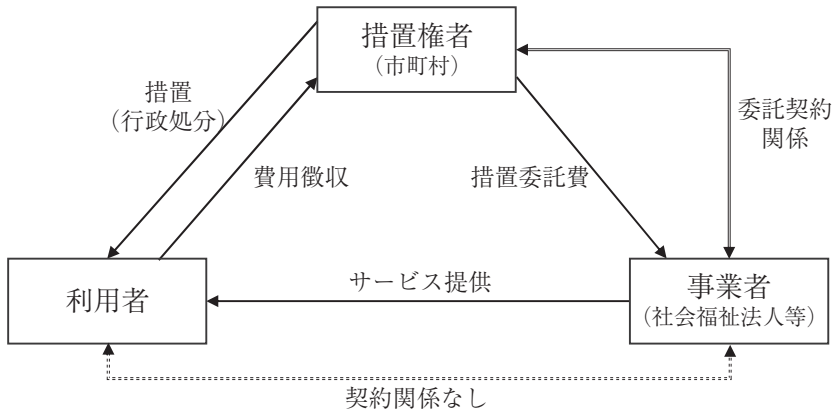 措置権者
（市町村）
措置
（行政処分）
委託契約
関係
費用徴収
措置委託費
利用者
サービス提供
事業者
（社会福祉法人等）
契約関係なし